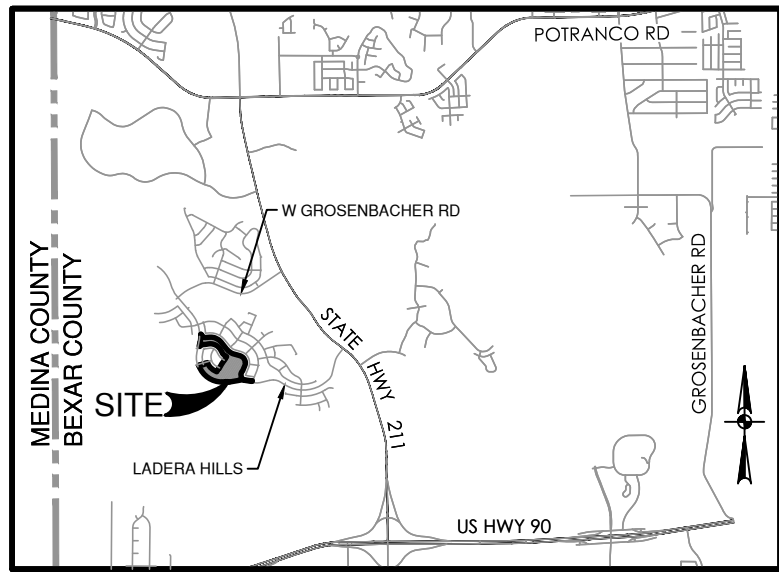 POTRANCO RD
W GROSENBACHER RD
MEDINA COUNTY
BEXAR COUNTY
GROSENBACHER RD
STATE HWY 211
SITE
LADERA HILLS
US HWY 90